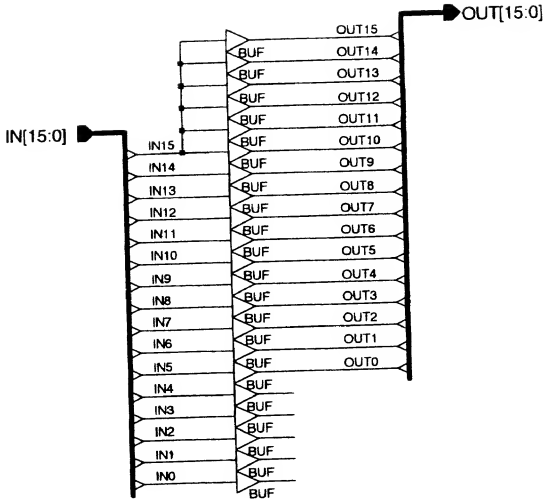 OUT[15:0]
OUT15
BUF
OUT14
BUF
OUT13
BUF
OUT12
BUF
OUT11
IN[15:0]
BUF
OUT10
IN15
BUF
OUT9
IN14
BUF
OUT8
IN13
BUF
OUT7
IN12
BUF
OUT6
IN11
BUF
OUT5
IN10
BUF
OUT4
IN9
BUF
OUT3
IN8
BUF
OUT2
IN7
BUF
OUT1
IN6
BUF
OUT0
IN5
BUF
IN4
BUF
IN3
BUF
IN2
BUF
IN1
BUF
IN0
BUF